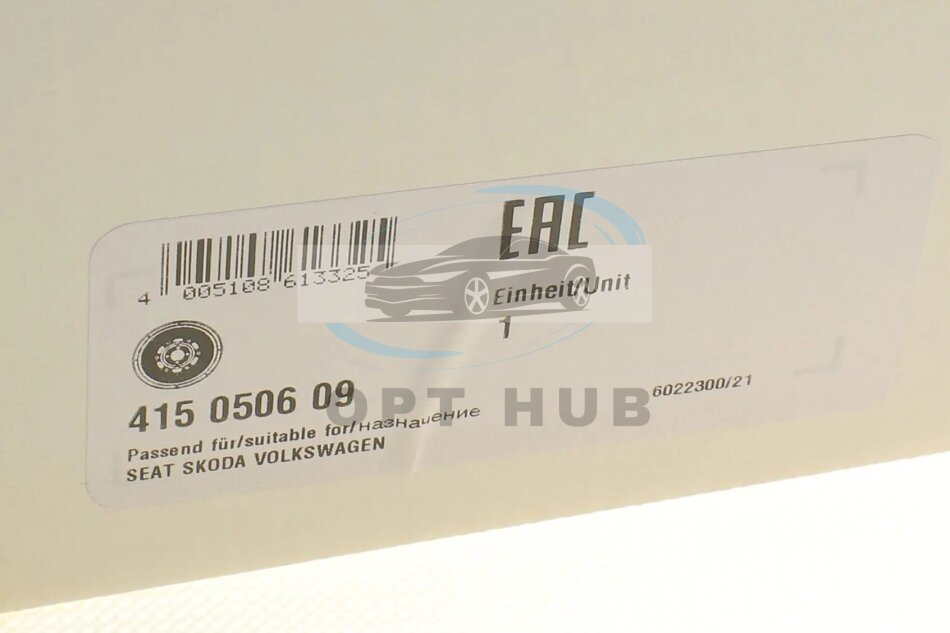 EAC
4 005108 613325
Einheit/Unit
1
415 0506 09
OPT HUB
6022300/21
Passend für/suitable for/назначение
SEAT SKODA VOLKSWAGEN